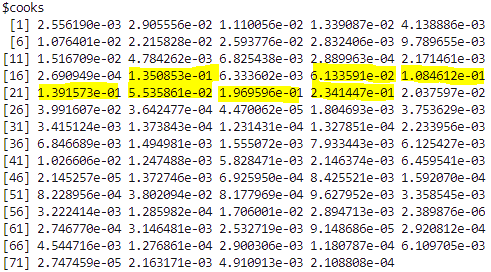 $cooks
[1] 2.556190e-03 2.905556e-02 1.110056e-02 1.339087e-02 4.138886e-03
[6] 1.076401e-02 2.215828e-02 2.593776e-02 2.832406e-03 9.789655e-03
[11] 1.516709e-02 4.784262e-03 6.825438e-03 2.889963e-04 2.171461e-03
[16] 2.690949e-04 1.350853e-01 6.333602e-03 6.133591e-02 1.084612e-01
[21] 1.391573e-01 5.535861e-02 1.969596e-01 2.341447e-01 2.037597e-02
[26] 3.991607e-02 3.642477e-04 4.470062e-05 1.804693e-03 3.753629e-03
[31] 3.415124e-03 1.373843e-04 1.231431e-04 1.327851e-04 2.233956e-03
[36] 6.846689e-03 1.494981e-03 1.555072e-03 7.933443e-03 6.125427e-03
[41] 1.026606e-02 1.247488e-03 5.828471e-03 2.146374e-03 6.459541e-03
[46] 2.145257e-05 1.372746e-03 6.925950e-04 8.425521e-03 1.592070e-04
[51] 8.228956e-04 3.802094e-02 8.177969e-04 9.627952e-03 3.358545e-03
[56] 3.222414e-03 1.285982e-04 1.706001e-02 2.894713e-03 2.389876e-06
[61] 2.746770e-04 3.146481e-03 2.532719e-03 9.148686e-05 2.920812e-04
[66] 4.544716e-03 1.276861e-04 2.900306e-03 1.180787e-04 6.109705e-03
[71] 2.747459e-05 2.163171e-03 4.910913e-03 2.108808e-04